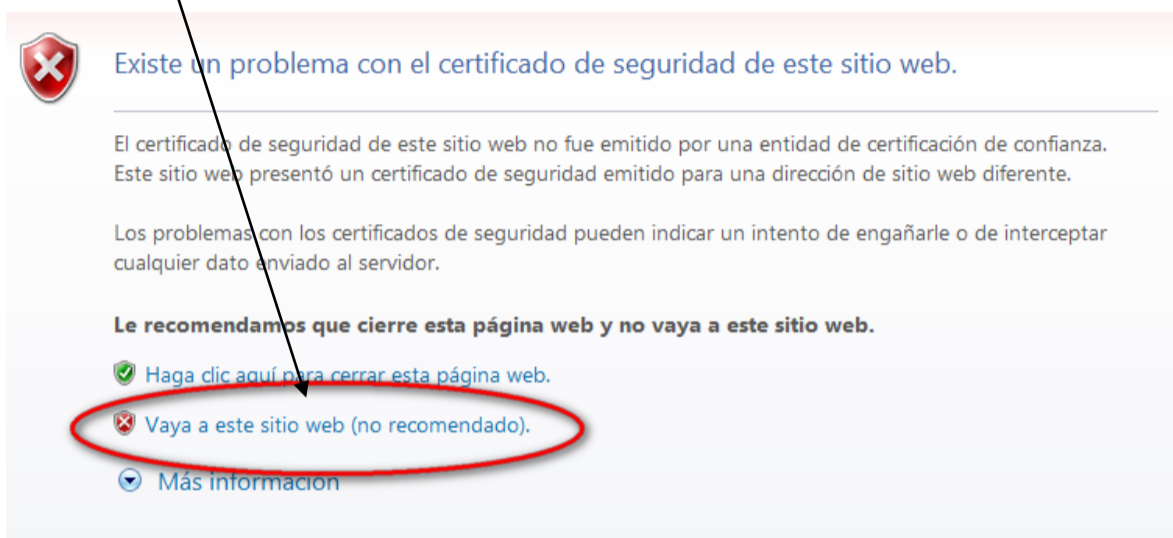 Existe un problema con el certificado de seguridad de este sitio web.
El certificado de seguridad de este sitio web no fue emitido por una entidad de certificación de confianza.
Este sitio web presentó un certificado de seguridad emitido para una dirección de sitio web diferente.
Los problemas con los certificados de seguridad pueden indicar un intento de engañarle o de interceptar
cualquier dato enviado al servidor.
Le recomendamos que cierre esta página web y no vaya a este sitio web.
Haga clic aquí para cerrar esta página web.
Vaya a este sitio web (no recomendado).
Más información